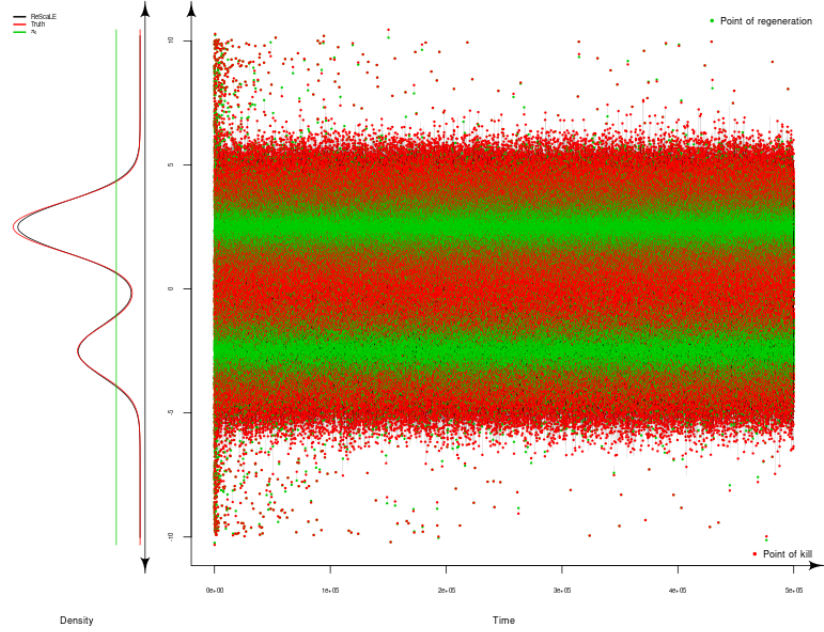 ReScaLE
Truth
π₀
Point of regeneration
10
5
0
-5
-10
Point of kill
0e+00
1e+05
2e+05
3e+05
4e+05
5e+05
Density
Time